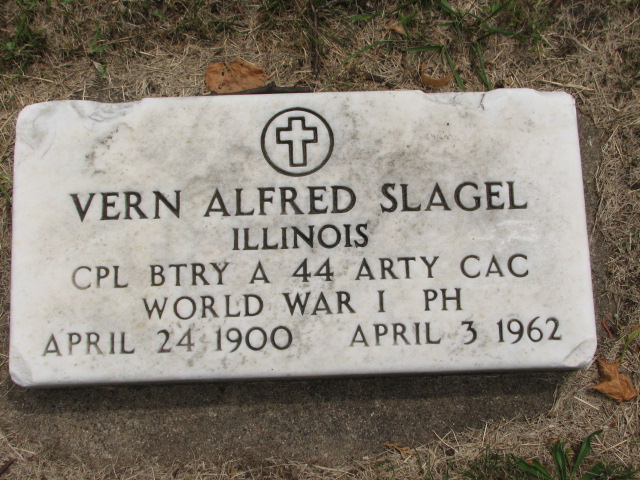 VERN ALFRED SLAGEL
ILLINOIS
CPL BTRY A 44 ARTY CAC
WORLD WAR I PH
APRIL 24 1900 APRIL 3 1962